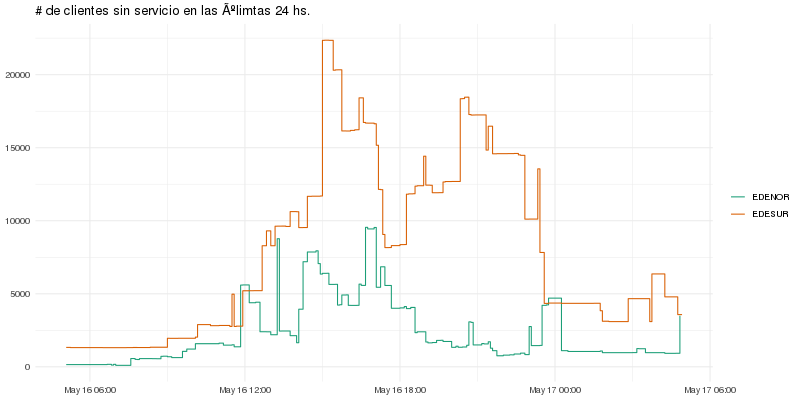 # de clientes sin servicio en las Ãºlimtas 24 hs.
20000
15000
10000
5000
0
May 16 06:00
May 16 12:00
May 16 18:00
May 17 00:00
May 17 06:00
EDENOR
EDESUR